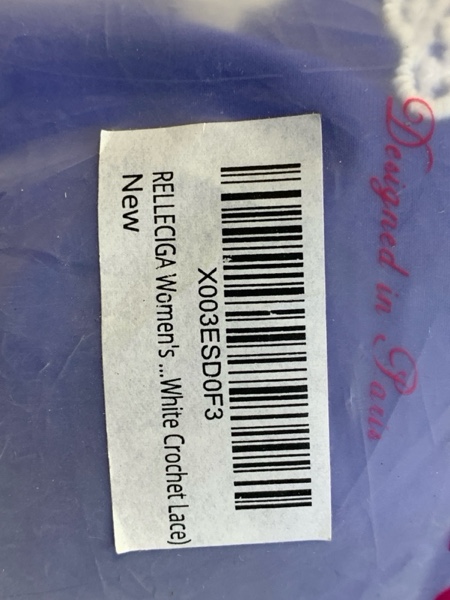 Designed in Paris
X003ESD0F3
RELLECIGA Women's ...White Crochet Lace)
New